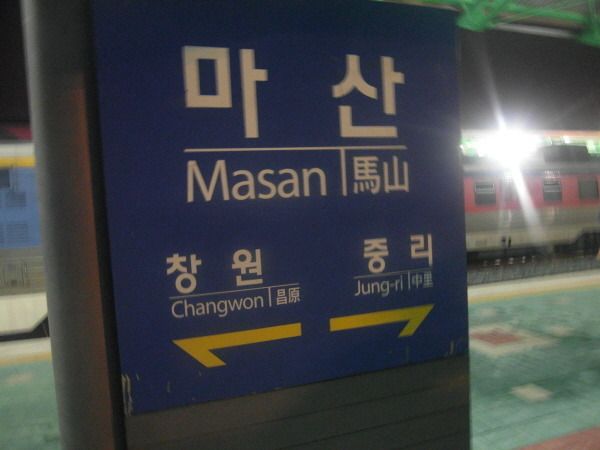 마 산
Masan 馬山
창 원 중 리
Changwon 昌原 Jung-ri 中里